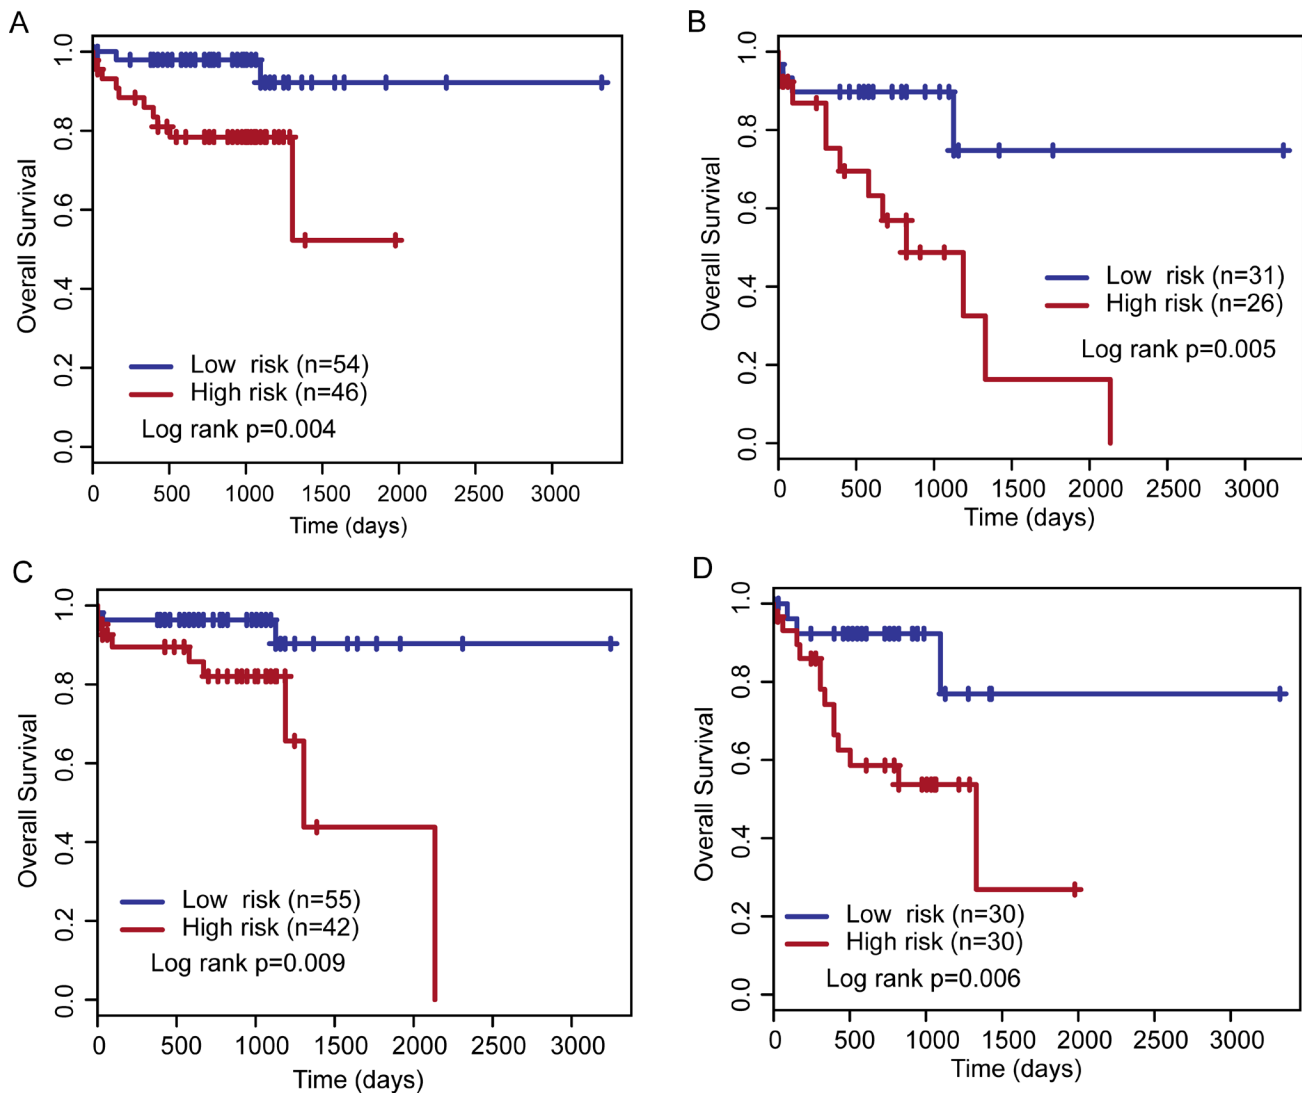 A
Overall Survival
1.0
0.8
0.6
0.4
0.2
0.0
Low risk (n=54)
High risk (n=46)
Log rank p=0.004
0 500 1000 1500 2000 2500 3000
Time (days)
B
Overall Survival
1.0
0.8
0.6
0.4
0.2
0.0
Low risk (n=31)
High risk (n=26)
Log rank p=0.005
0 500 1000 1500 2000 2500 3000
Time (days)
C
Overall Survival
1.0
0.8
0.6
0.4
0.2
0.0
Low risk (n=55)
High risk (n=42)
Log rank p=0.009
0 500 1000 1500 2000 2500 3000
Time (days)
D
Overall Survival
1.0
0.8
0.6
0.4
0.2
0.0
Low risk (n=30)
High risk (n=30)
Log rank p=0.006
0 500 1000 1500 2000 2500 3000
Time (days)